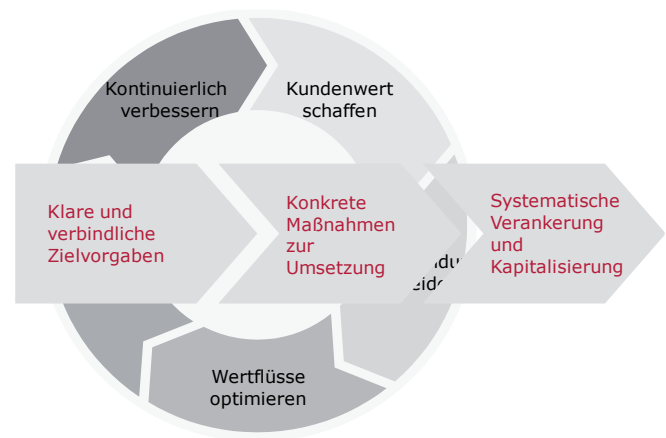 Kontinuierlich
verbessern
Kundenwert
schaffen
Klare und
verbindliche
Zielvorgaben
Konkrete
Maßnahmen
zur
Umsetzung
Systematische
Verankerung
und
Kapitalisierung
Wertflüsse
optimieren